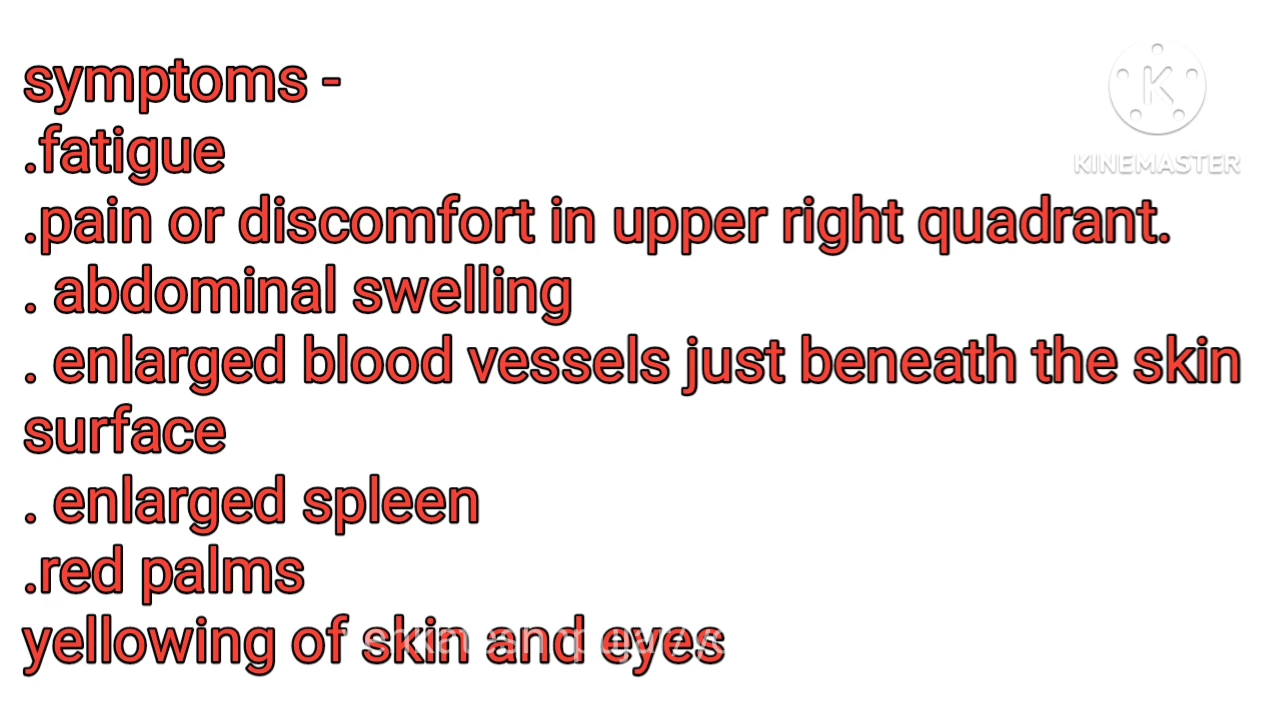 symptoms -
.fatigue
.pain or discomfort in upper right quadrant.
. abdominal swelling
. enlarged blood vessels just beneath the skin
surface
. enlarged spleen
.red palms
yellowing of skin and eyes
K
KINEMASTER